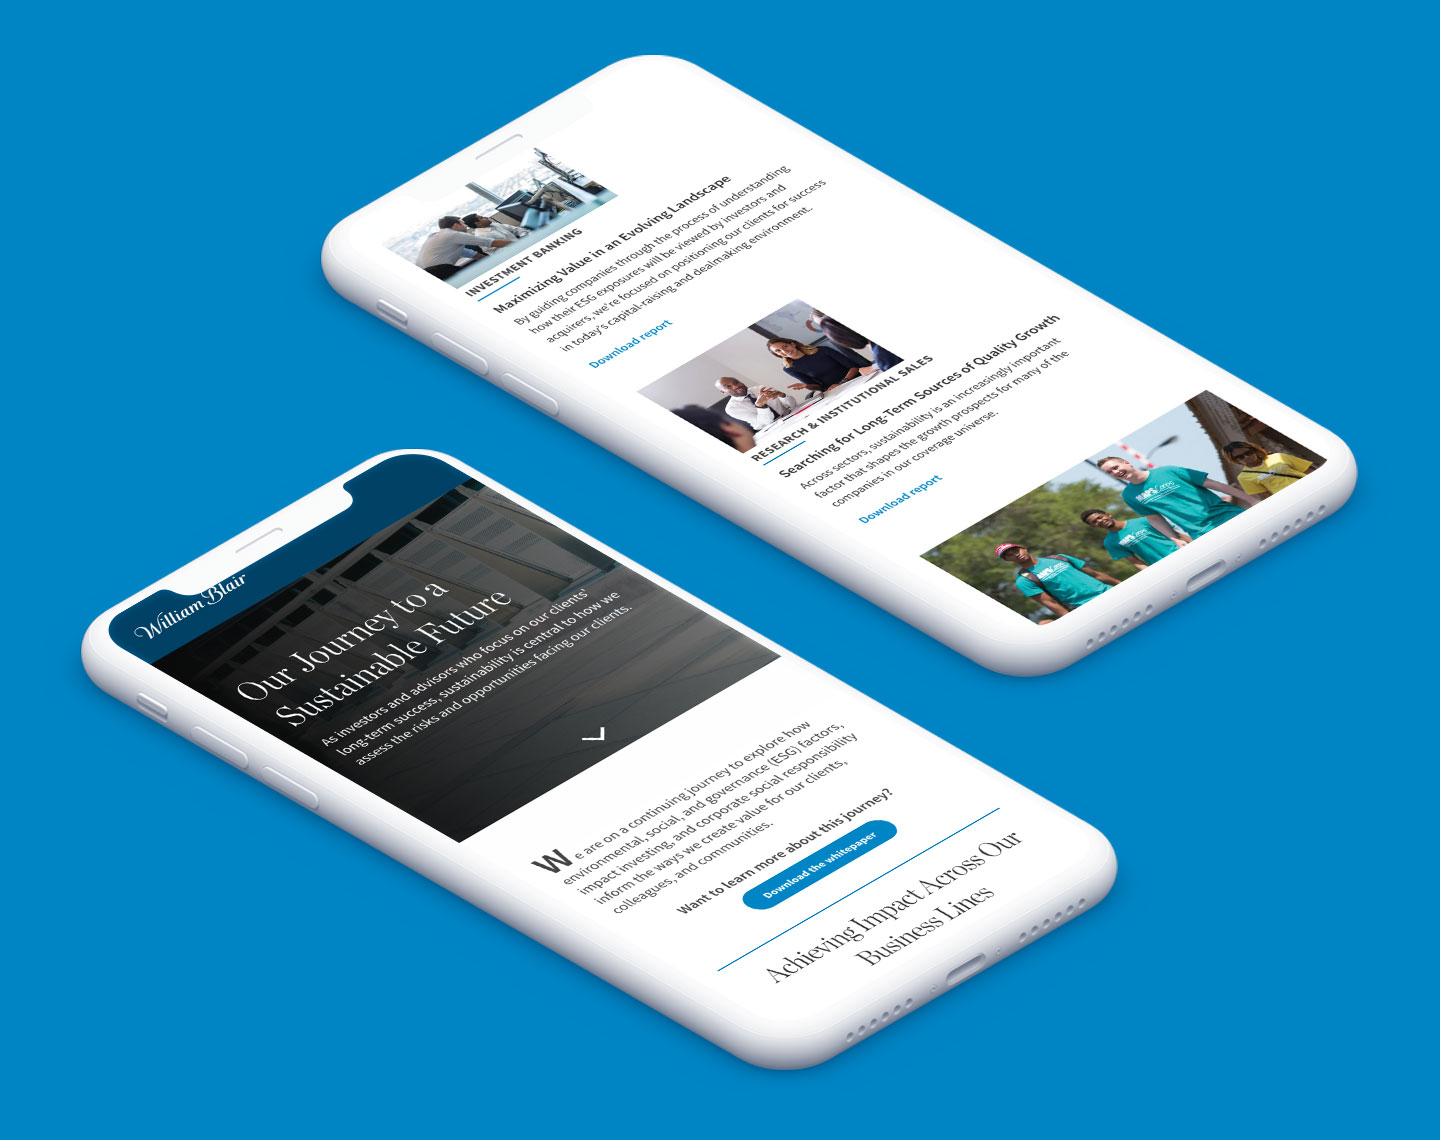 William Blair
Our Journey to a
Sustainable Future
As investors and advisors who focus on our clients'
long-term success, sustainability is central to how we
assess the risks and opportunities facing our clients.
We are on a continuing journey to explore how
environmental, social, and governance (ESG) factors,
impact investing, and corporate social responsibility
inform the ways we create value for our clients,
colleagues, and communities.
Want to learn more about this journey?
Download the whitepaper
Achieving Impact Across Our
Business Lines
INVESTMENT BANKING
Maximizing Value in an Evolving Landscape
By guiding companies through the process of understanding
how their ESG exposures will be viewed by investors and
acquirers, we're focused on positioning our clients for success
in today's capital-raising and dealmaking environment.
Download report
RESEARCH & INSTITUTIONAL SALES
Searching for Long-Term Sources of Quality Growth
Across sectors, sustainability is an increasingly important
factor that shapes the growth prospects for many of the
companies in our coverage universe.
Download report